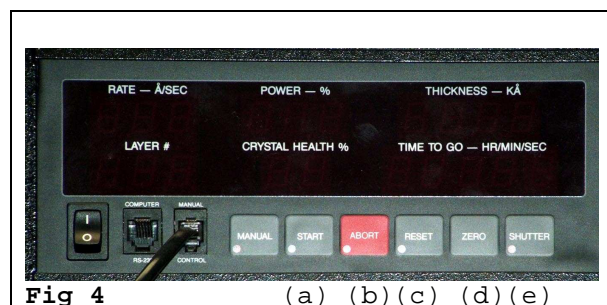 RATE — Å/SEC POWER — % THICKNESS — KÅ
LAYER # CRYSTAL HEALTH % TIME TO GO — HR/MIN/SEC
COMPUTER MANUAL
I
O
MANUAL START ABORT RESET ZERO SHUTTER
RS-232 CONTROL
Fig 4 (a) (b)(c) (d)(e)